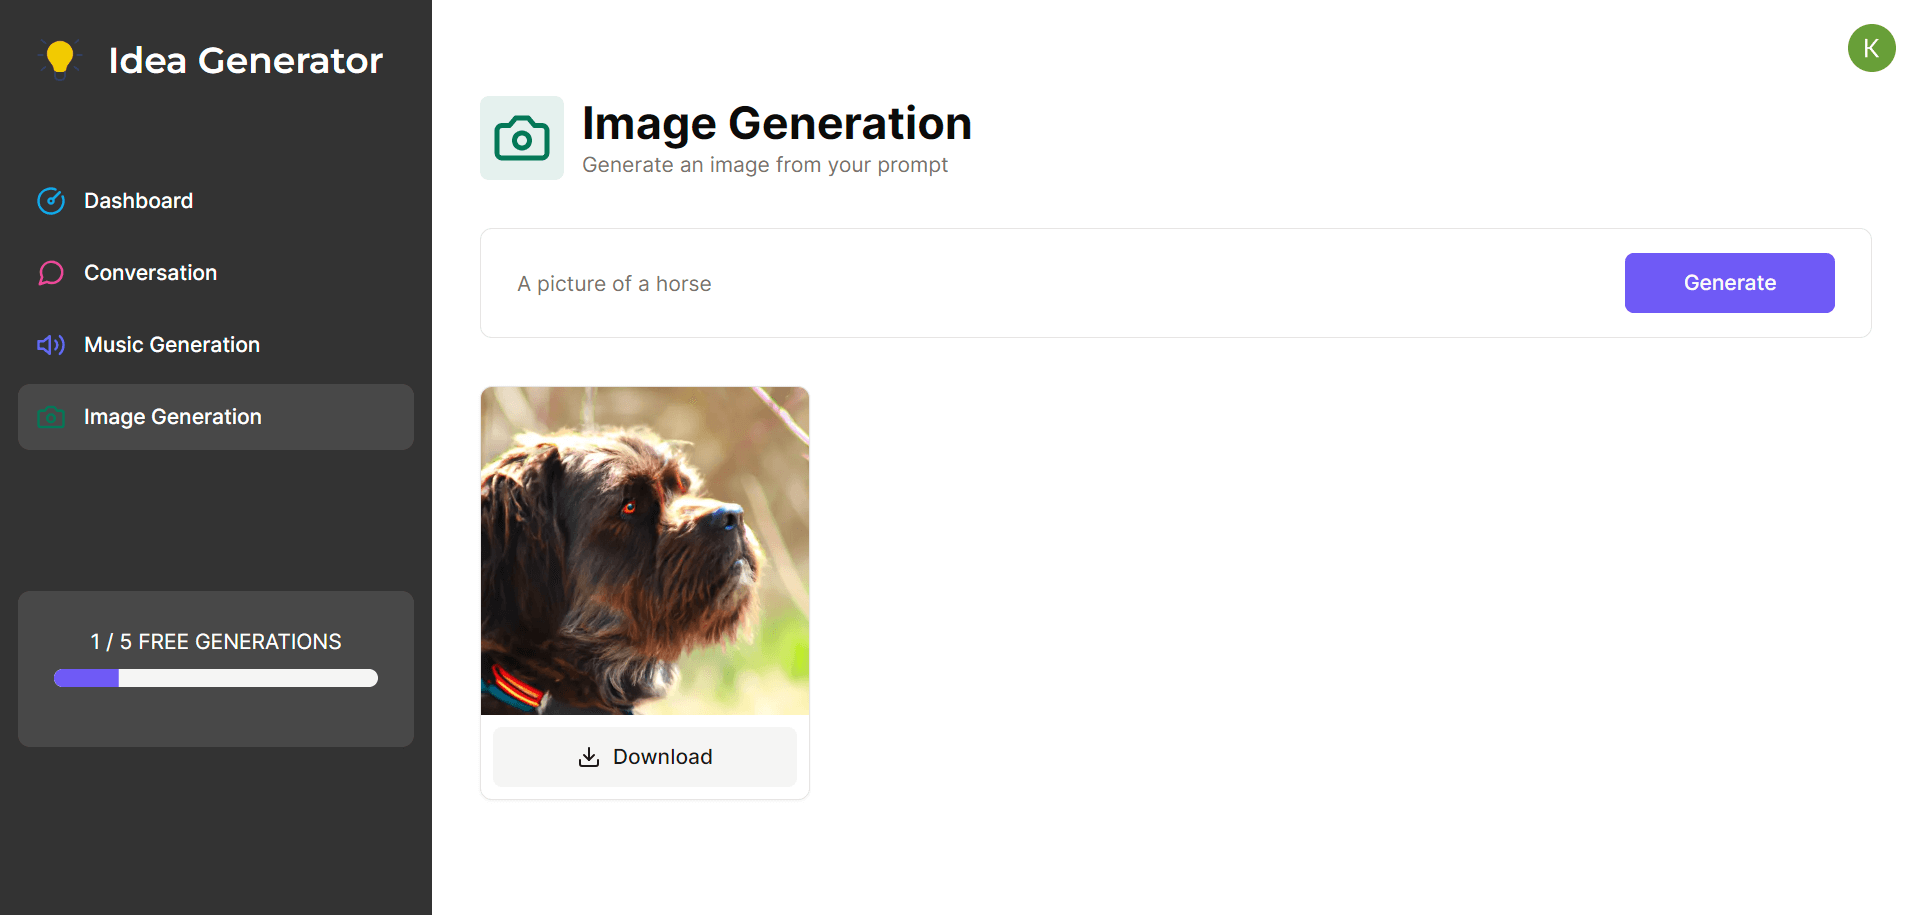 Idea Generator
Dashboard
Conversation
Music Generation
Image Generation
1 / 5 FREE GENERATIONS
K
Image Generation
Generate an image from your prompt
A picture of a horse
Generate
Download